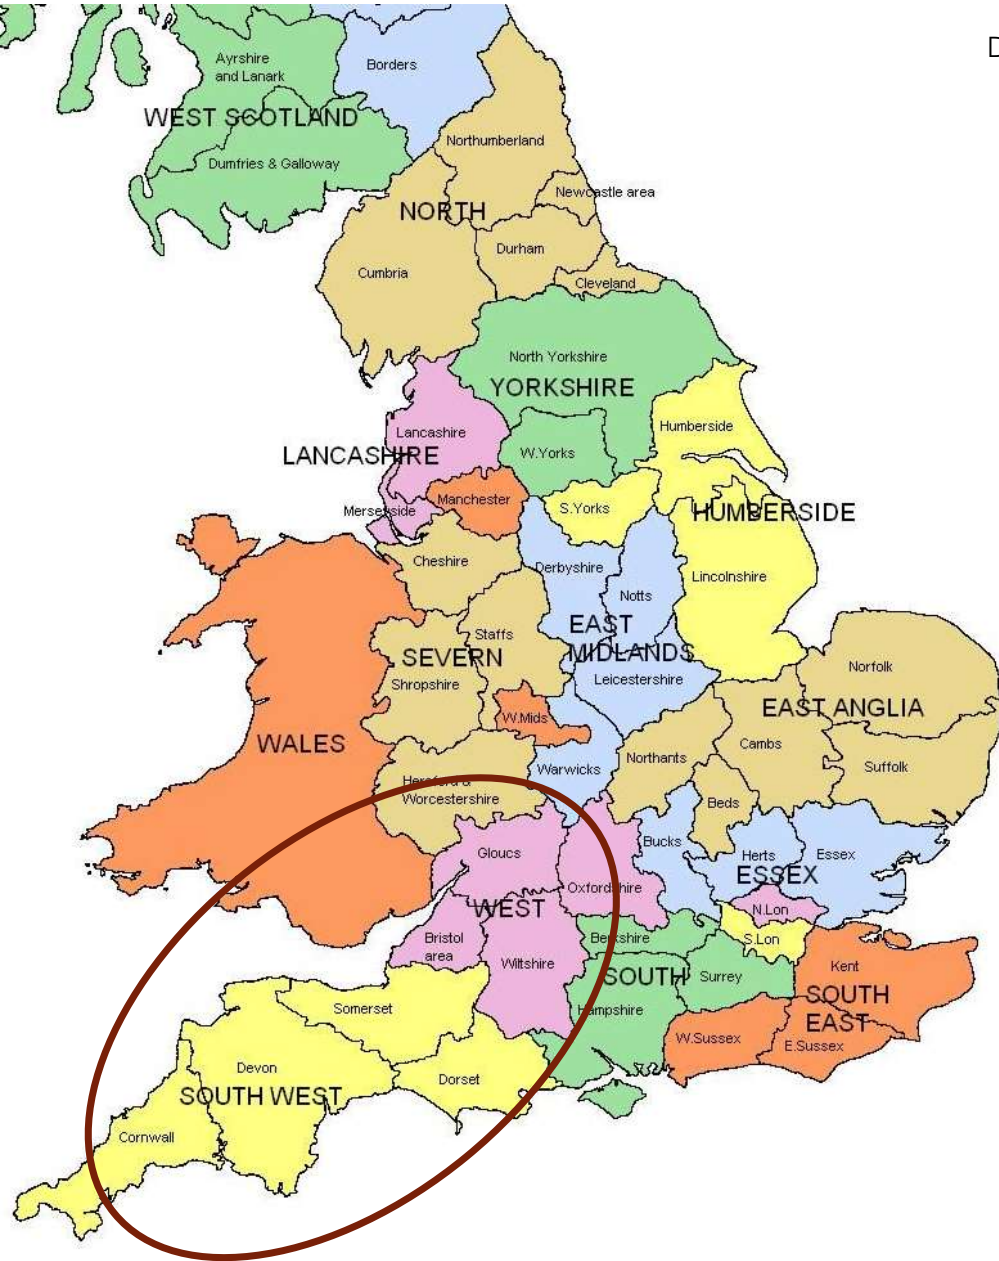 D
Ayrshire
and Lanark
Borders
WEST SCOTLAND
Northumberland
Dumfries & Galloway
Newcastle area
NORTH
Durham
Cumbria
Cleveland
North Yorkshire
YORKSHIRE
Humberside
Lancashire
LANCASHIRE
W.Yorks
Manchester
Merseyside
S.Yorks
HUMBERSIDE
Cheshire
Derbyshire
Lincolnshire
Notts
Staffs
EAST
MIDLANDS
SEVERN
Shropshire
Leicestershire
Norfolk
EAST ANGLIA
W.Mids
WALES
Cambs
Northants
Suffolk
Warwicks
Hereford &
Worcestershire
Beds
Bucks
Gloucs
Herts
Essex
ESSEX
Oxfordshire
WEST
N.Lon
Bristol
area
Berkshire
S.Lon
Wiltshire
SOUTH
Surrey
Kent
SOUTH
EAST
Somerset
Hampshire
W.Sussex
E.Sussex
Devon
Dorset
SOUTH WEST
Cornwall